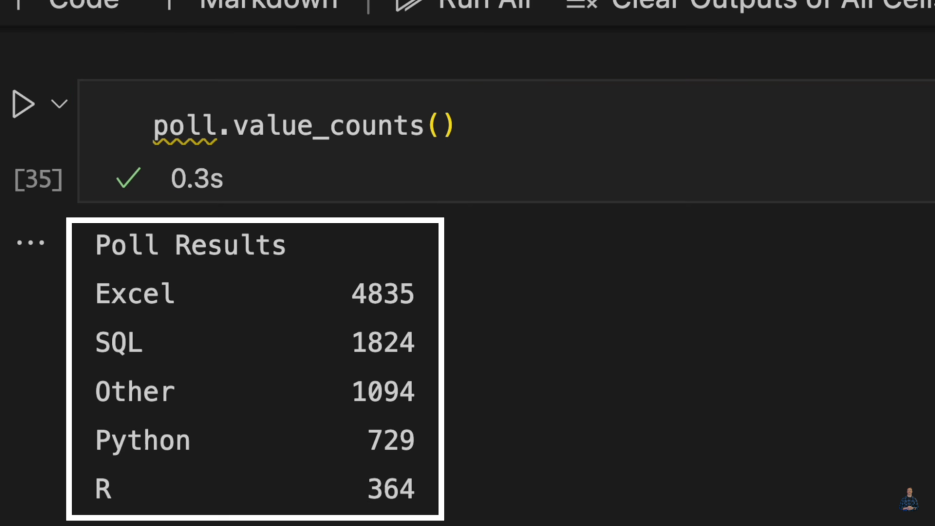 Code Markdown Run All Clear Outputs of All Cells
poll.value_counts()
[35] 0.3s
...
Poll Results
Excel 4835
SQL 1824
Other 1094
Python 729
R 364